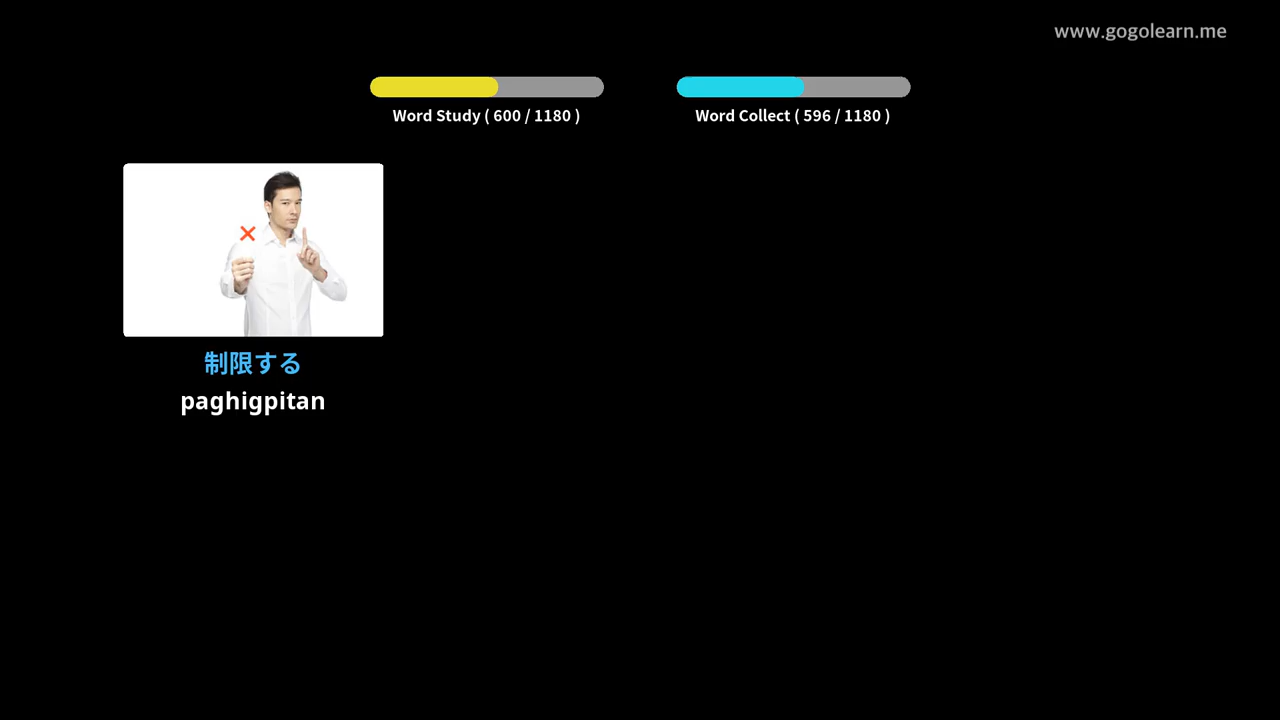 www.gogolearn.me
Word Study ( 600 / 1180 )
Word Collect ( 596 / 1180 )
制限する
paghigpitan